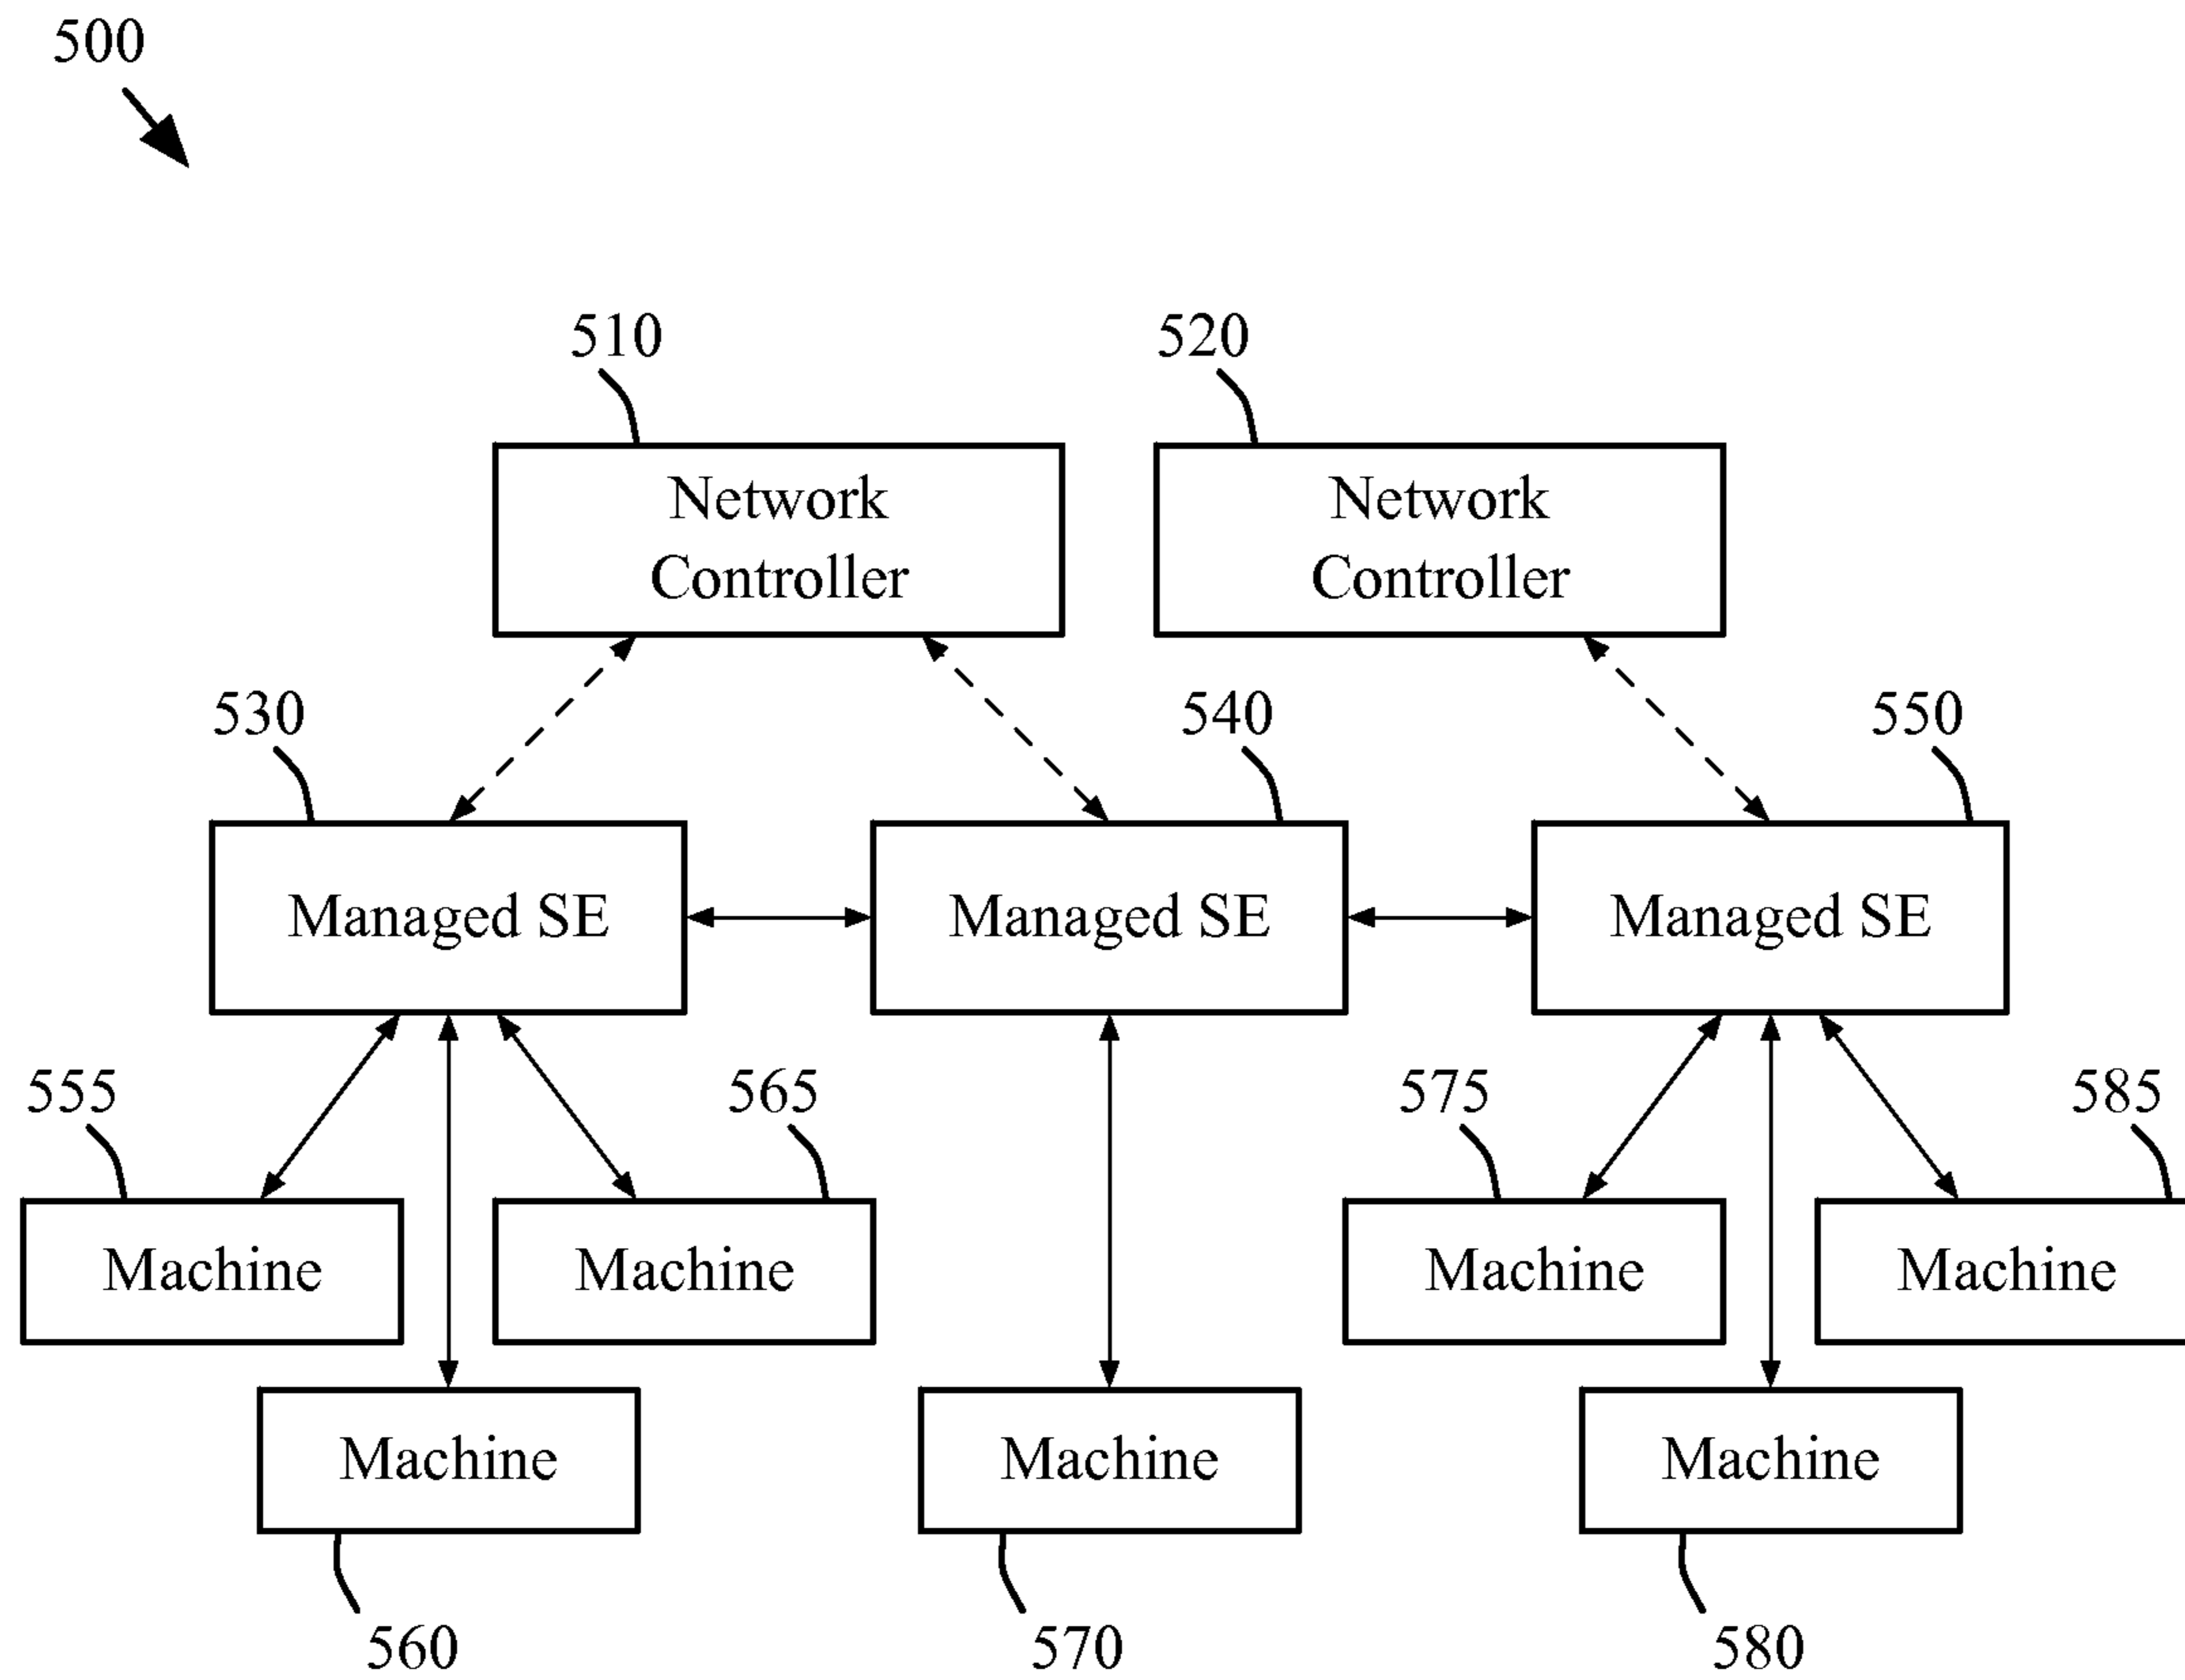 500
510
520
Network
Controller
Network
Controller
530
540
550
Managed SE
Managed SE
Managed SE
555
565
575
585
Machine
Machine
Machine
Machine
Machine
Machine
Machine
560
570
580